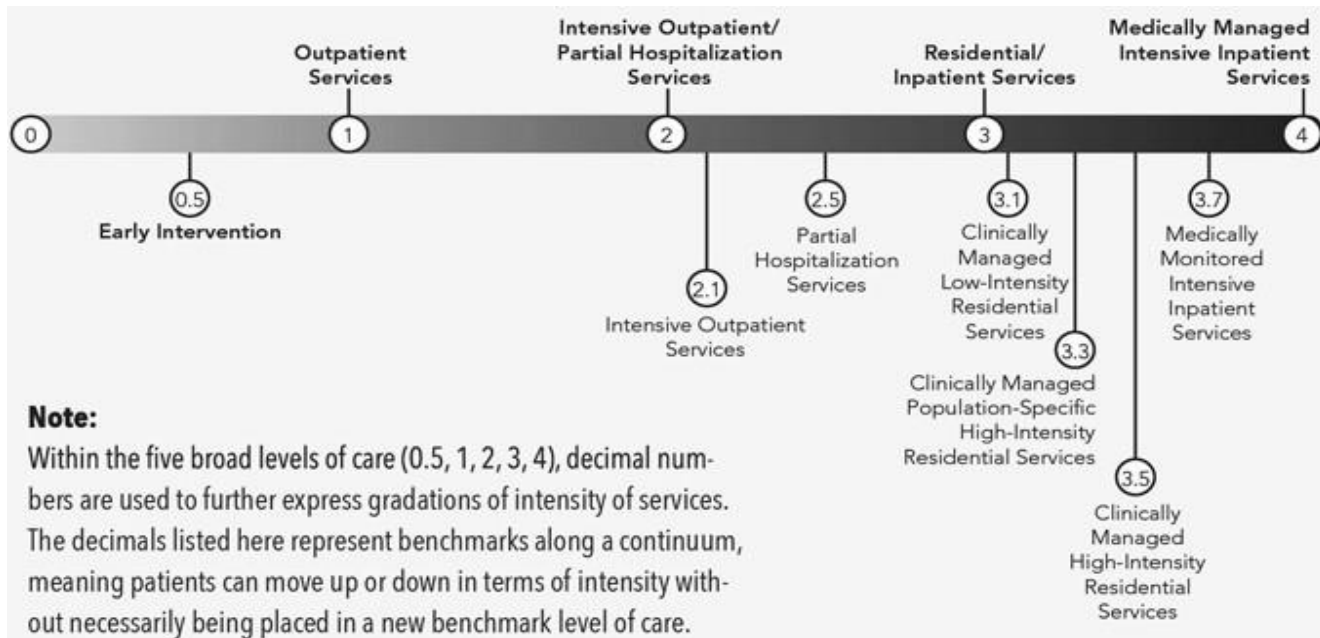 Outpatient
Services
Intensive Outpatient/
Partial Hospitalization
Services
Residential/
Inpatient Services
Medically Managed
Intensive Inpatient
Services
0
1
2
3
4
0.5
Early Intervention
2.1
Intensive Outpatient
Services
2.5
Partial
Hospitalization
Services
3.1
Clinically
Managed
Low-Intensity
Residential
Services
3.3
Clinically Managed
Population-Specific
High-Intensity
Residential Services
3.5
Clinically
Managed
High-Intensity
Residential
Services
3.7
Medically
Monitored
Intensive
Inpatient
Services
Note:
Within the five broad levels of care (0.5, 1, 2, 3, 4), decimal num-
bers are used to further express gradations of intensity of services.
The decimals listed here represent benchmarks along a continuum,
meaning patients can move up or down in terms of intensity with-
out necessarily being placed in a new benchmark level of care.